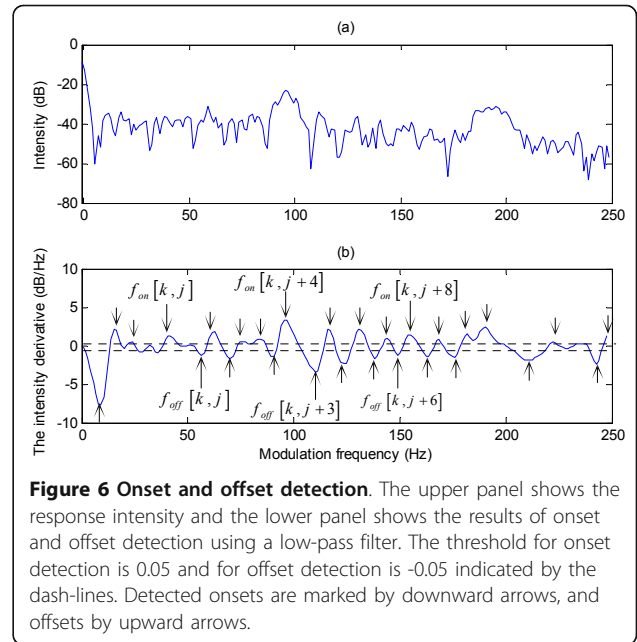 (a)
0
-20
-40
-60
-80
Intensity (dB)
0 50 100 150 200 250
Modulation frequency (Hz)
(b)
10
5
0
-5
-10
The intensity derivative (dB/Hz)
f_on [k, j]
f_on [k, j + 4]
f_on [k, j + 8]
f_off [k, j]
f_off [k, j + 3]
f_off [k, j + 6]
0 50 100 150 200 250
Modulation frequency (Hz)
Figure 6 Onset and offset detection. The upper panel shows the
response intensity and the lower panel shows the results of onset
and offset detection using a low-pass filter. The threshold for onset
detection is 0.05 and for offset detection is -0.05 indicated by the
dash-lines. Detected onsets are marked by downward arrows, and
offsets by upward arrows.